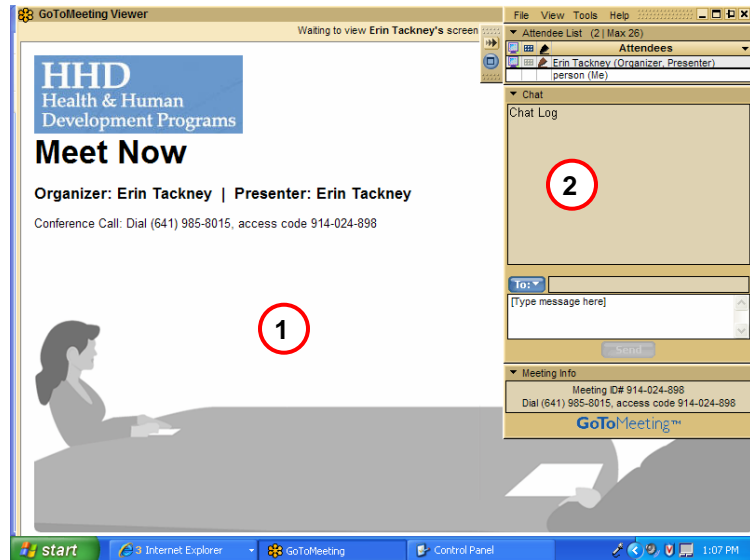 GoToMeeting Viewer
Waiting to view Erin Tackney's screen
HHD
Health & Human
Development Programs
Meet Now
Organizer: Erin Tackney | Presenter: Erin Tackney
Conference Call: Dial (641) 985-8015, access code 914-024-898
1
File View Tools Help
Attendee List (2 | Max 26)
Attendees
Erin Tackney (Organizer, Presenter)
person (Me)
Chat
Chat Log
2
To:
[Type message here]
Send
Meeting Info
Meeting ID# 914-024-898
Dial (641) 985-8015, access code 914-024-898
GoToMeeting™
start
3 Internet Explorer
GoToMeeting
Control Panel
1:07 PM